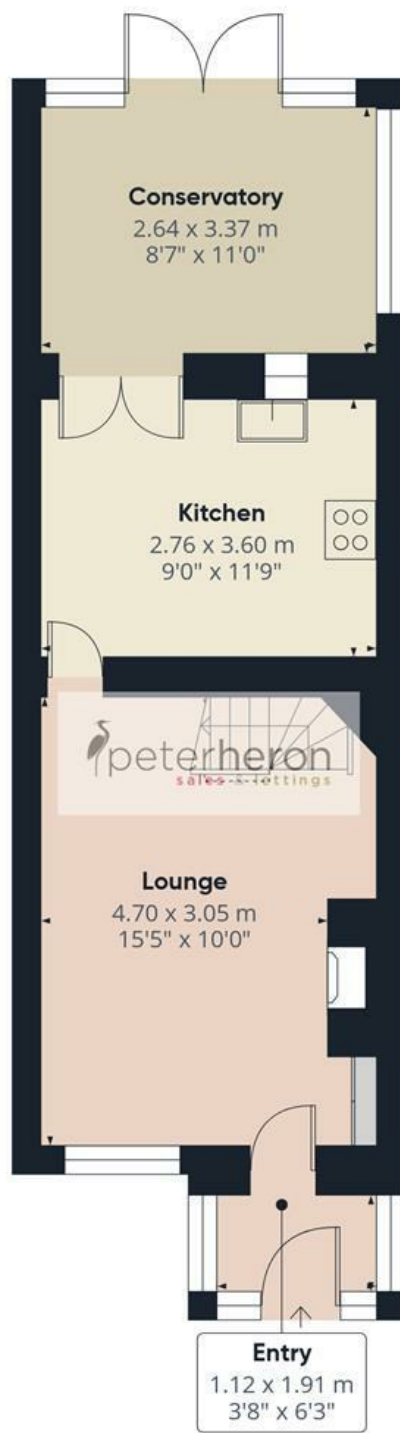 Conservatory
2.64 x 3.37 m
8'7" x 11'0"
Kitchen
2.76 x 3.60 m
9'0" x 11'9"
peterheron
sales & lettings
Lounge
4.70 x 3.05 m
15'5" x 10'0"
Entry
1.12 x 1.91 m
3'8" x 6'3"